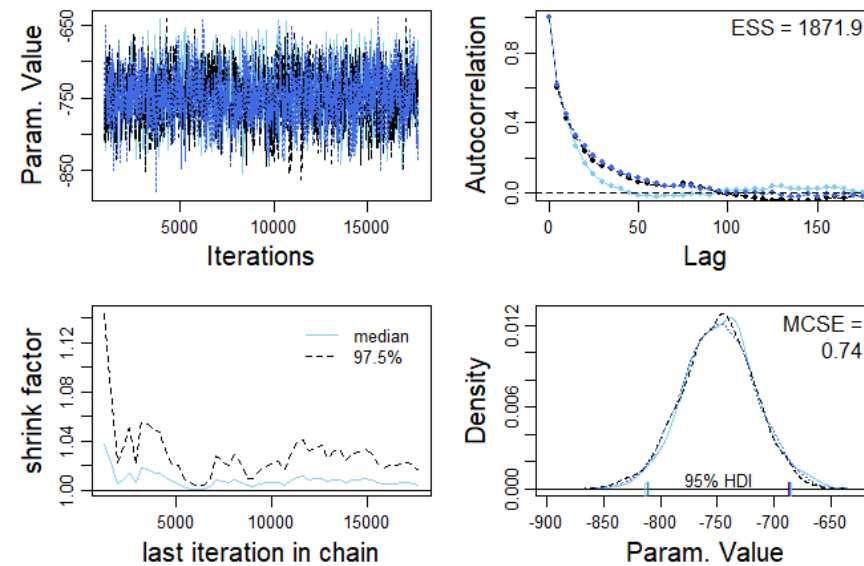 Param. Value
-650
-750
-850
5000
10000
15000
Iterations
Autocorrelation
0.8
0.4
0.0
ESS = 1871.9
0
50
100
150
Lag
shrink factor
1.12
1.08
1.04
1.00
median
97.5%
5000
10000
15000
last iteration in chain
Density
0.012
0.006
0.000
MCSE =
0.74
95% HDI
-900
-850
-800
-750
-700
-650
Param. Value